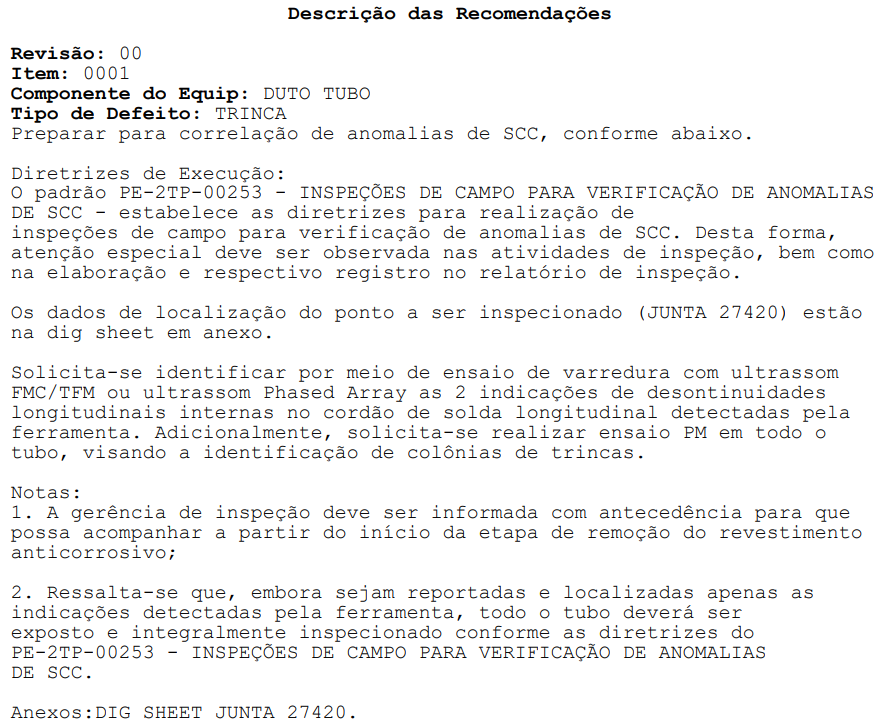 Descrição das Recomendações
Revisão: 00
Item: 0001
Componente do Equip: DUTO TUBO
Tipo de Defeito: TRINCA
Preparar para correlação de anomalias de SCC, conforme abaixo.
Diretrizes de Execução:
O padrão PE-2TP-00253 - INSPEÇÕES DE CAMPO PARA VERIFICAÇÃO DE ANOMALIAS
DE SCC - estabelece as diretrizes para realização de
inspeções de campo para verificação de anomalias de SCC. Desta forma,
atenção especial deve ser observada nas atividades de inspeção, bem como
na elaboração e respectivo registro no relatório de inspeção.
Os dados de localização do ponto a ser inspecionado (JUNTA 27420) estão
na dig sheet em anexo.
Solicita-se identificar por meio de ensaio de varredura com ultrassom
FMC/TFM ou ultrassom Phased Array as 2 indicações de desontinuidades
longitudinais internas no cordão de solda longitudinal detectadas pela
ferramenta. Adicionalmente, solicita-se realizar ensaio PM em todo o
tubo, visando a identificação de colônias de trincas.
Notas:
1. A gerência de inspeção deve ser informada com antecedência para que
possa acompanhar a partir do início da etapa de remoção do revestimento
anticorrosivo;
2. Ressalta-se que, embora sejam reportadas e localizadas apenas as
indicações detectadas pela ferramenta, todo o tubo deverá ser
exposto e integralmente inspecionado conforme as diretrizes do
PE-2TP-00253 - INSPEÇÕES DE CAMPO PARA VERIFICAÇÃO DE ANOMALIAS
DE SCC.
Anexos:DIG SHEET JUNTA 27420.